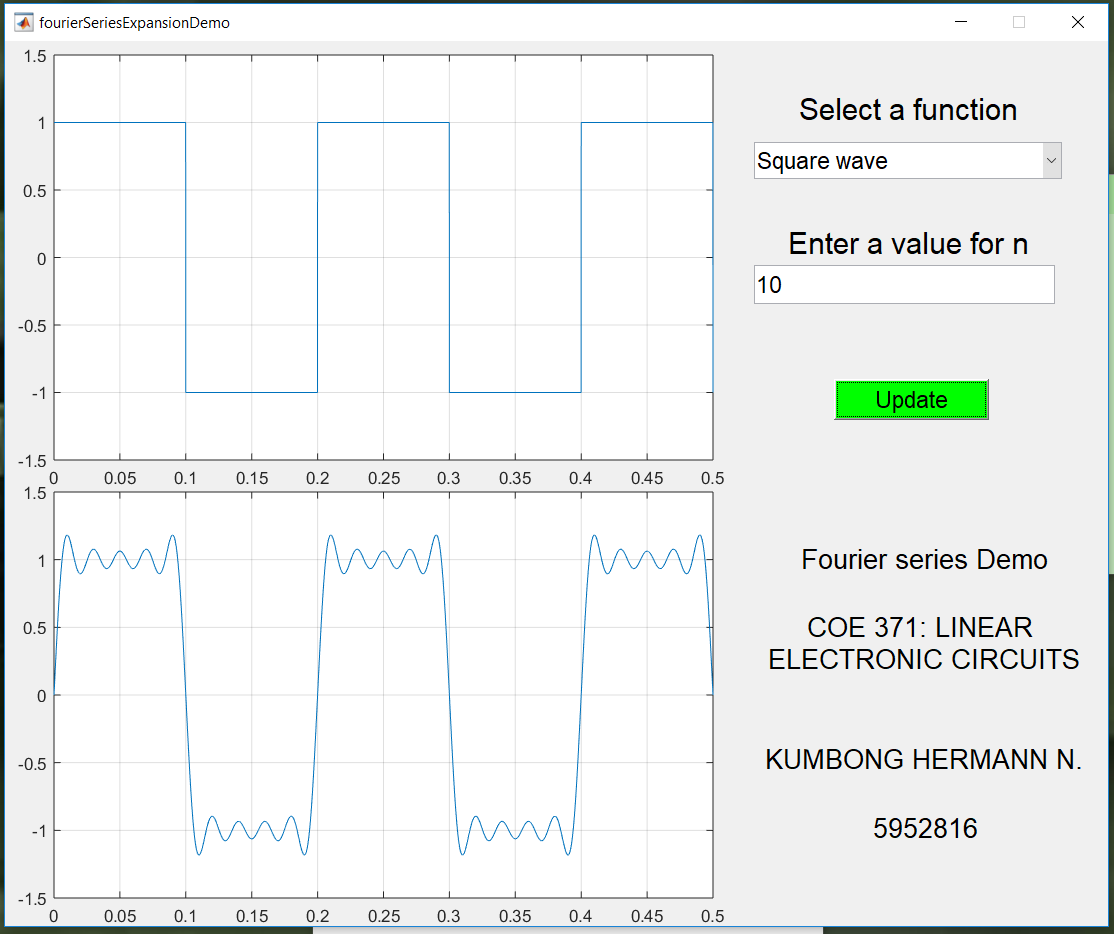 fourierSeriesExpansionDemo
1.5
1
0.5
0
-0.5
-1
-1.5
0 0.05 0.1 0.15 0.2 0.25 0.3 0.35 0.4 0.45 0.5
Select a function
Square wave
Enter a value for n
10
Update
1.5
1
0.5
0
-0.5
-1
-1.5
0 0.05 0.1 0.15 0.2 0.25 0.3 0.35 0.4 0.45 0.5
Fourier series Demo
COE 371: LINEAR
ELECTRONIC CIRCUITS
KUMBONG HERMANN N.
5952816